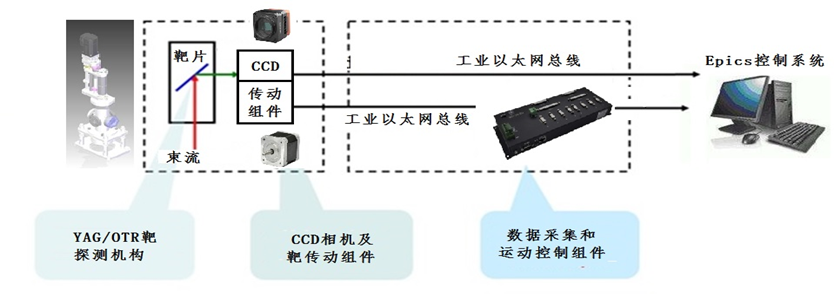 靶片
CCD
传动
组件
束流
工业以太网总线
工业以太网总线
Epics控制系统
YAG/OTR靶
探测机构
CCD相机及
靶传动组件
数据采集和
运动控制组件